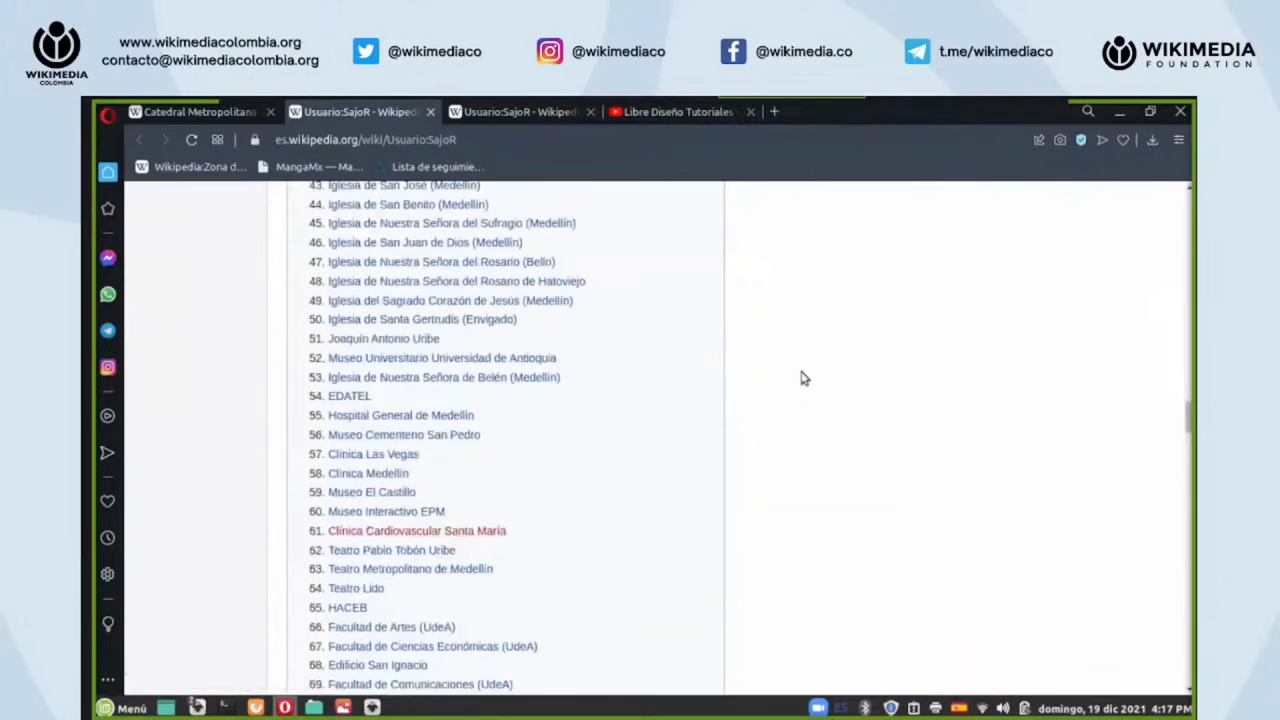 www.wikimediacolombia.org
contacto@wikimediacolombia.org
@wikimediaco
@wikimediaco
@wikimedia.co
t.me/wikimediaco
WIKIMEDIA
COLOMBIA
WIKIMEDIA
FOUNDATION
Catedral Metropolitana
Usuario:SajoR - Wikiped
Usuario:SajoR - Wikiped
Libre Diseño Tutoriales
es.wikipedia.org/wiki/Usuario:SajoR
Wikipedia:Zona d...
MangaMx — Ma...
Lista de seguimie...
43. Iglesia de San José (Medellín)
44. Iglesia de San Benito (Medellín)
45. Iglesia de Nuestra Señora del Sufragio (Medellín)
46. Iglesia de San Juan de Dios (Medellín)
47. Iglesia de Nuestra Señora del Rosario (Bello)
48. Iglesia de Nuestra Señora del Rosario de Hatoviejo
49. Iglesia del Sagrado Corazón de Jesús (Medellín)
50. Iglesia de Santa Gertrudis (Envigado)
51. Joaquín Antonio Uribe
52. Museo Universitario Universidad de Antioquia
53. Iglesia de Nuestra Señora de Belén (Medellín)
54. EDATEL
55. Hospital General de Medellín
56. Museo Cementerio San Pedro
57. Clínica Las Vegas
58. Clínica Medellín
59. Museo El Castillo
60. Museo Interactivo EPM
61. Clínica Cardiovascular Santa María
62. Teatro Pablo Tobón Uribe
63. Teatro Metropolitano de Medellín
64. Teatro Lido
65. HACEB
66. Facultad de Artes (UdeA)
67. Facultad de Ciencias Económicas (UdeA)
68. Edificio San Ignacio
69. Facultad de Comunicaciones (UdeA)
Menú
ES
domingo, 19 dic 2021 4:17 PM